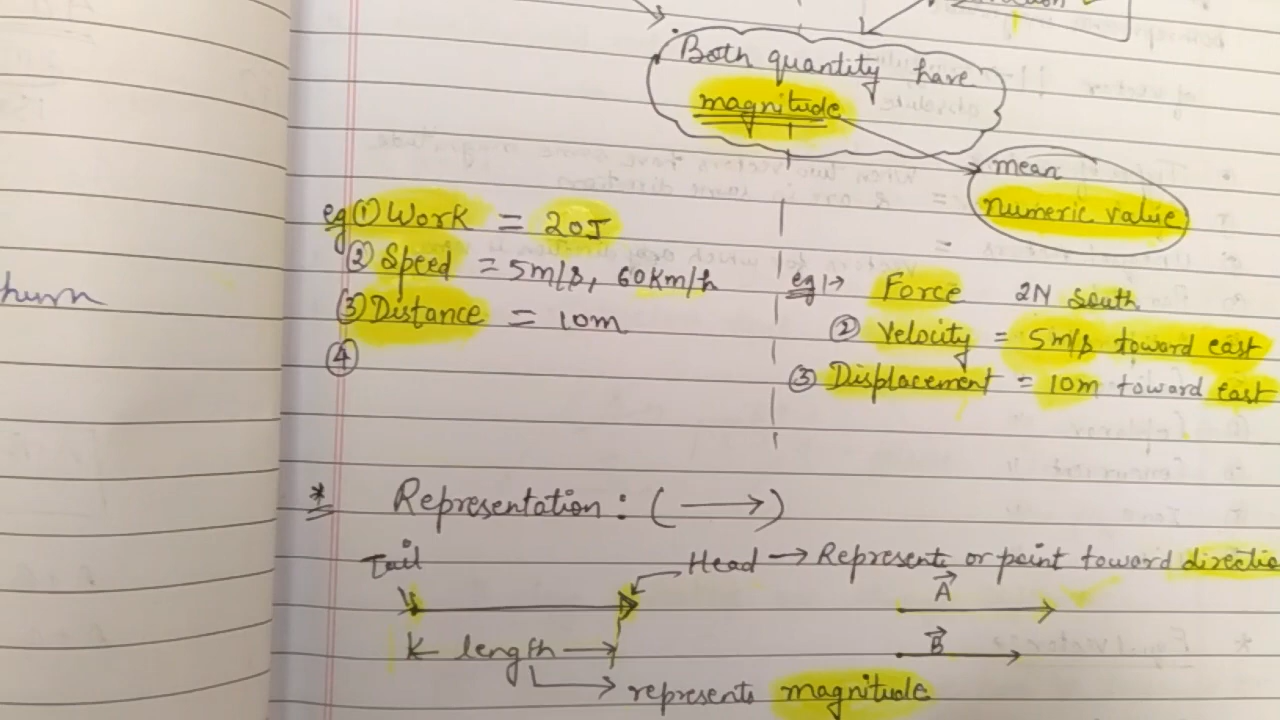 Both quantity have
magnitude
mean
numeric value
eg ① Work = 20J
② Speed = 5m/s, 60km/h
③ Distance = 10m
④
eg 1→ Force 2N south
② Velocity = 5m/s toward east
③ Displacement = 10m toward east
* Representation : (⟶)
Tail
Head → Represents or point toward directio
A
length
B
represents magnitude